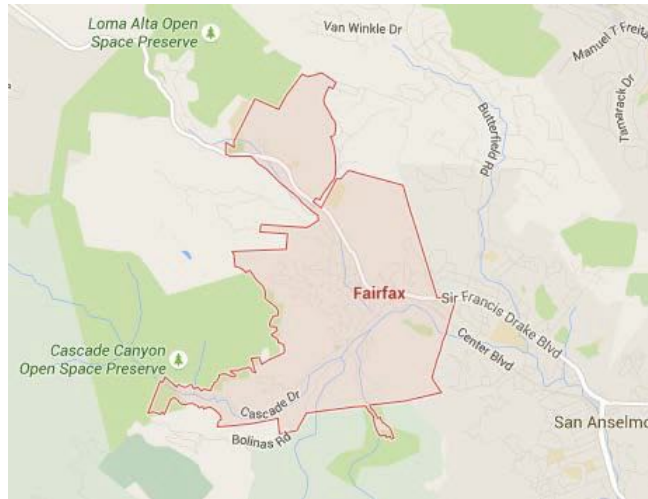 Loma Alta Open
Space Preserve
Van Winkle Dr
Manuel T Freita
Tamarack Dr
Butterfield Rd
Fairfax
Sir Francis Drake Blvd
Center Blvd
Cascade Canyon
Open Space Preserve
Cascade Dr
Bolinas Rd
San Anselmo